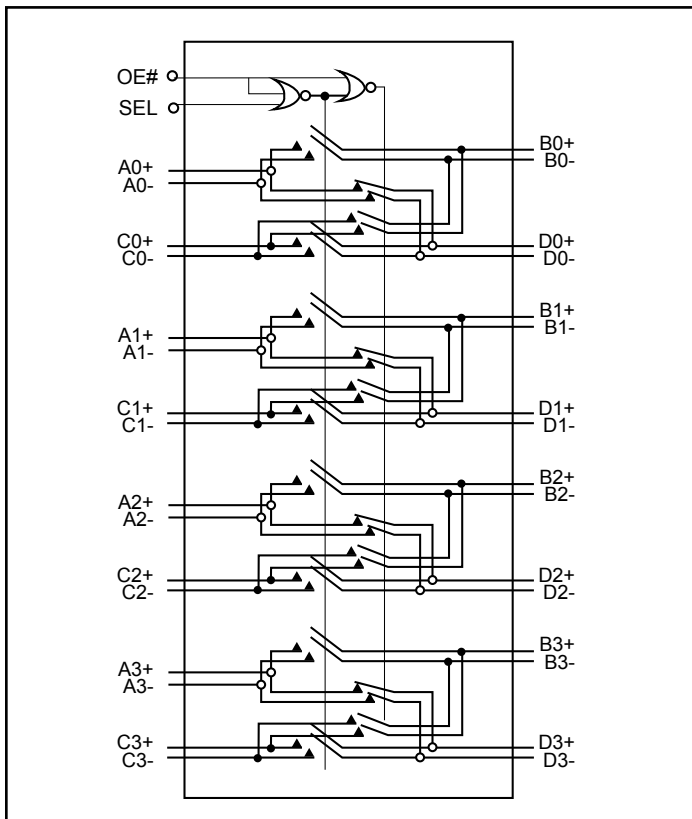 OE#
SEL
A0+
A0-
B0+
B0-
C0+
C0-
D0+
D0-
A1+
A1-
B1+
B1-
C1+
C1-
D1+
D1-
A2+
A2-
B2+
B2-
C2+
C2-
D2+
D2-
A3+
A3-
B3+
B3-
C3+
C3-
D3+
D3-